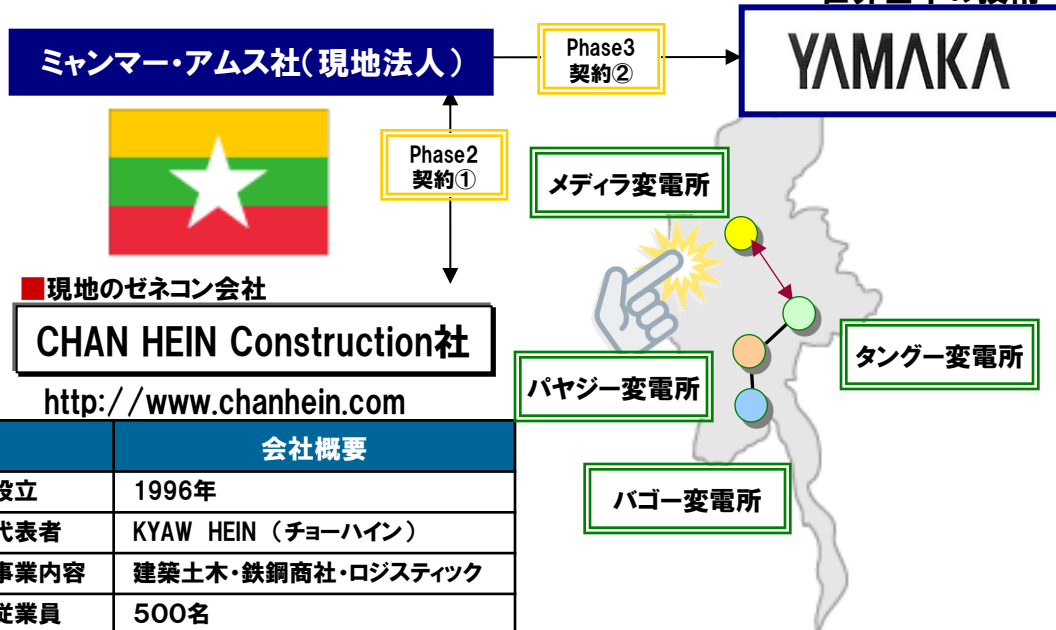 ミャンマー・アムス社(現地法人)
Phase3
契約②
YAMAKA
Phase2
契約①
メディラ変電所
■現地のゼネコン会社
CHAN HEIN Construction社
http://www.chanhein.com
パヤジー変電所
タングー変電所
バゴー変電所
会社概要
設立 1996年
代表者 KYAW HEIN (チョーハイン)
事業内容 建築土木・鉄鋼商社・ロジスティック
従業員 500名